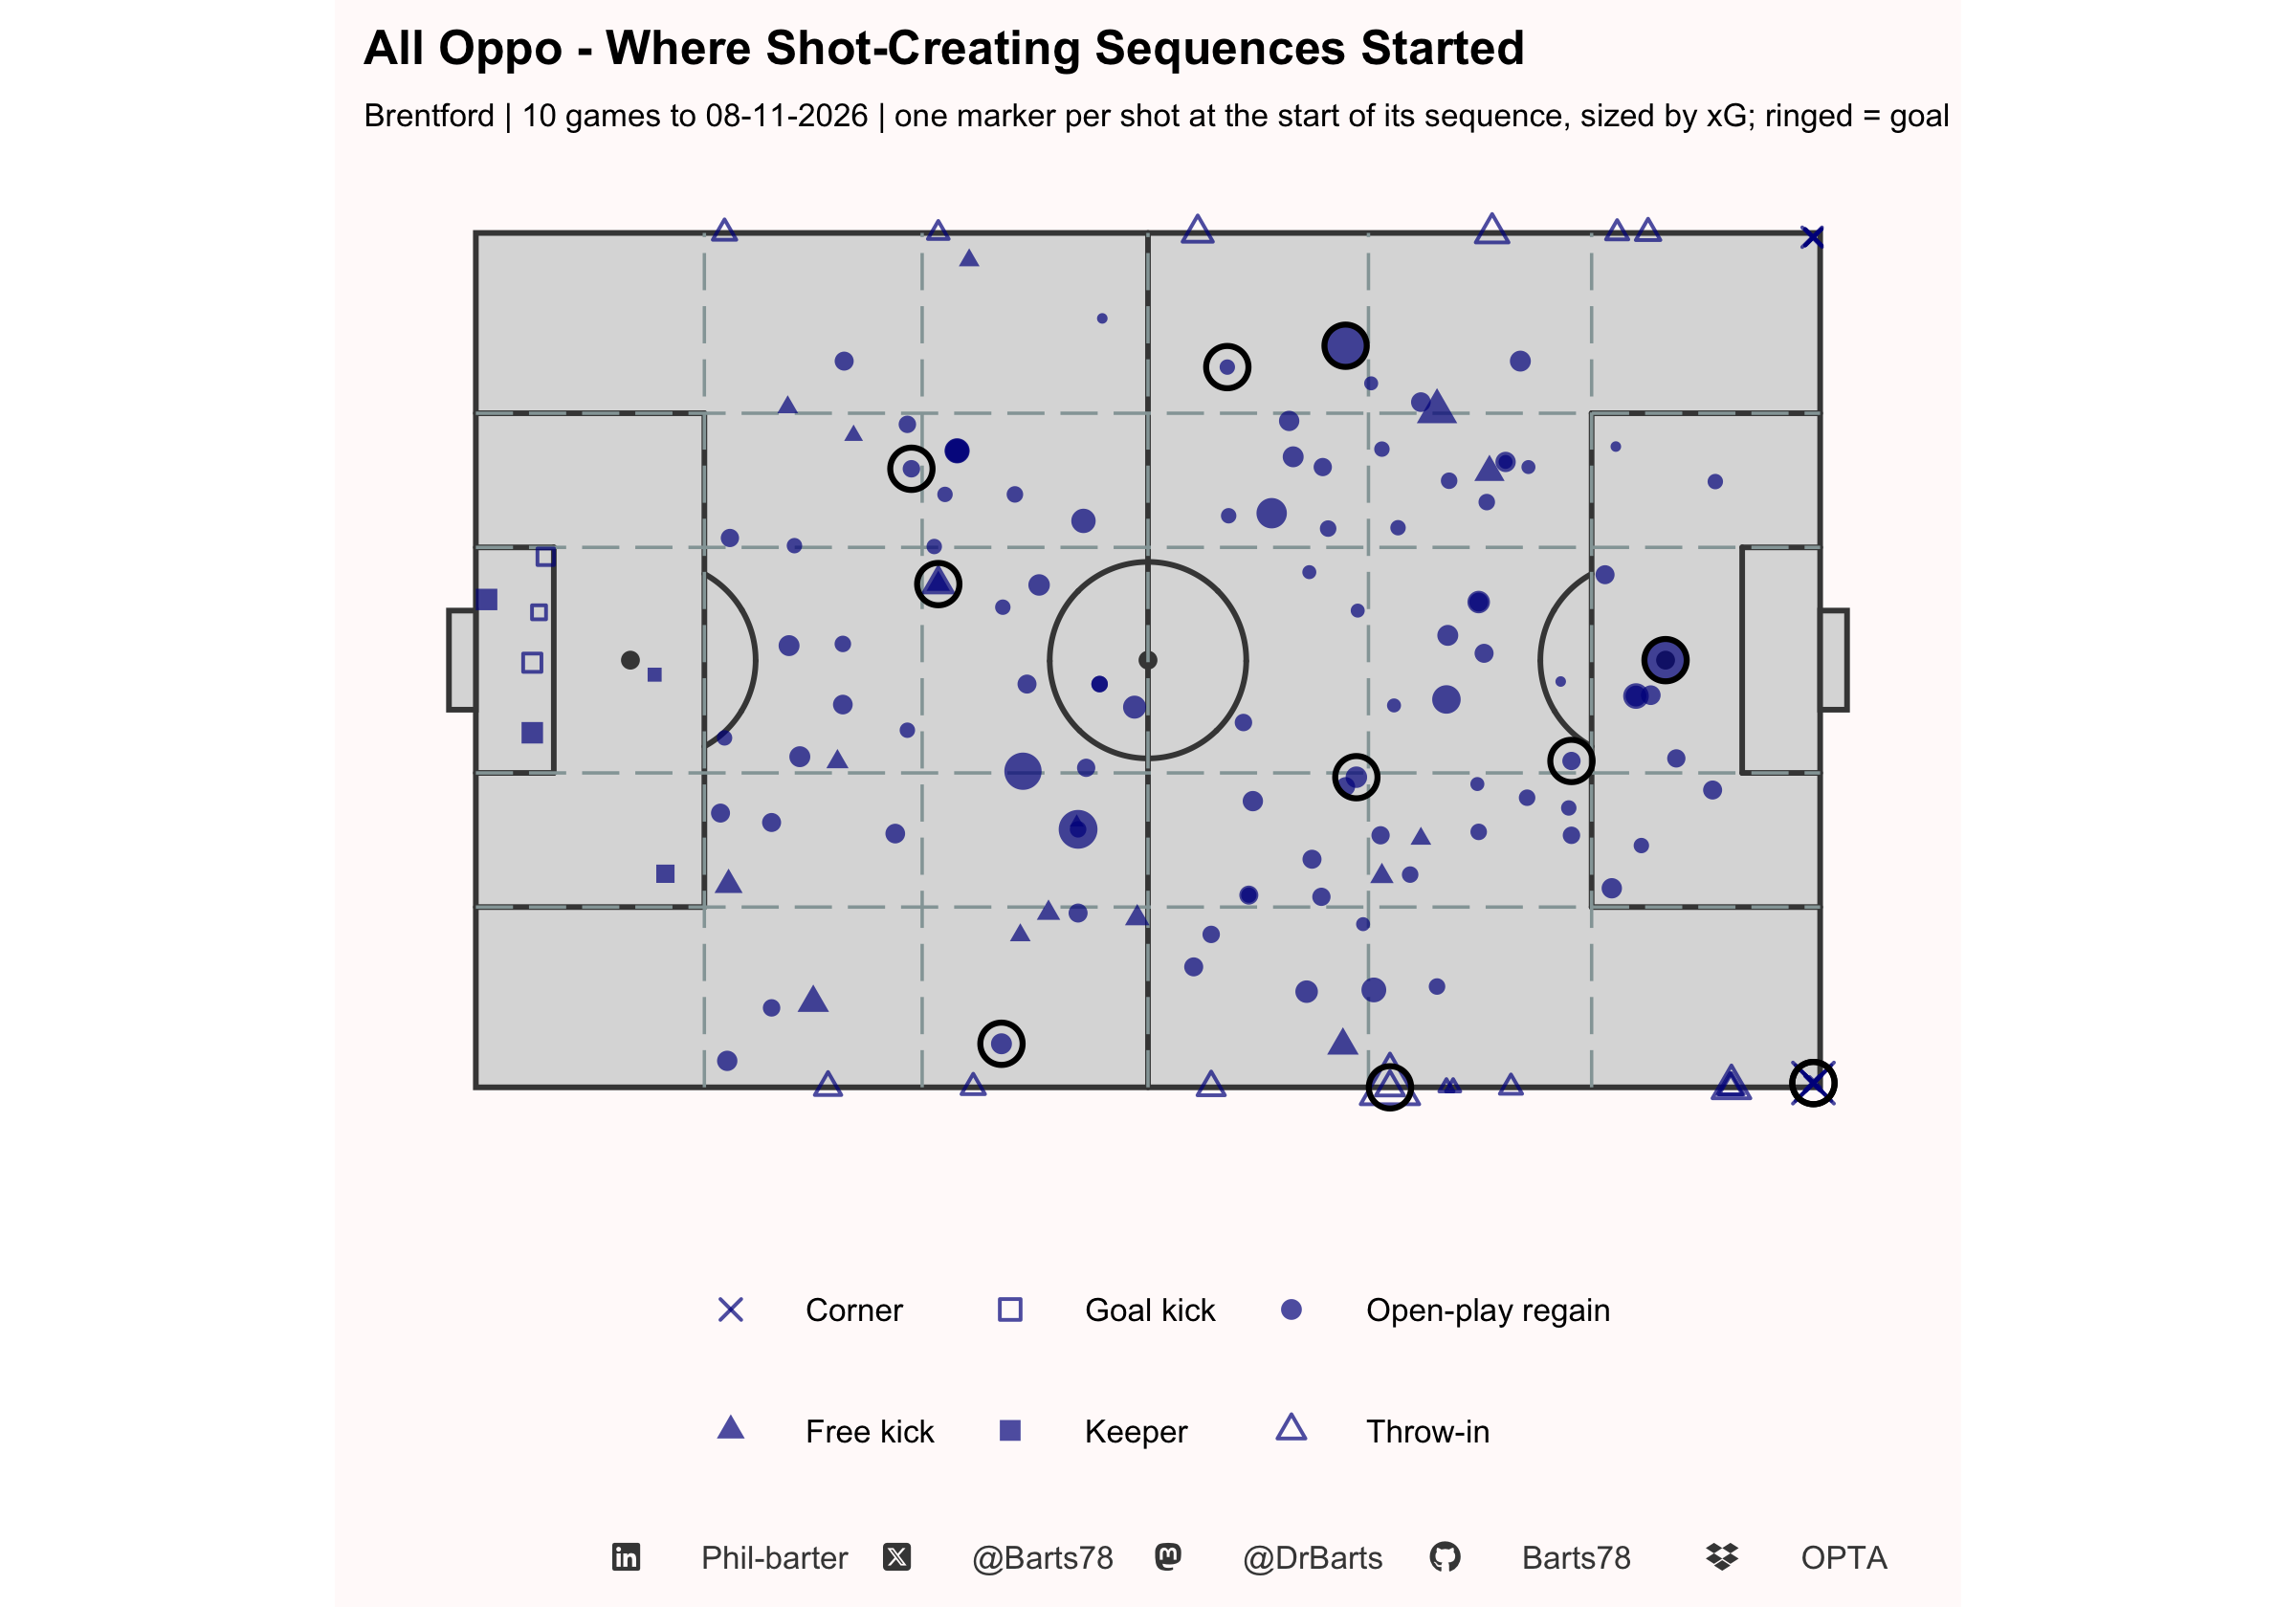 All Oppo - Where Shot-Creating Sequences Started
Brentford | 10 games to 08-11-2026 | one marker per shot at the start of its sequence, sized by xG; ringed = goal
Corner Goal kick Open-play regain
Free kick Keeper Throw-in
Phil-barter @Barts78 @DrBarts Barts78 OPTA